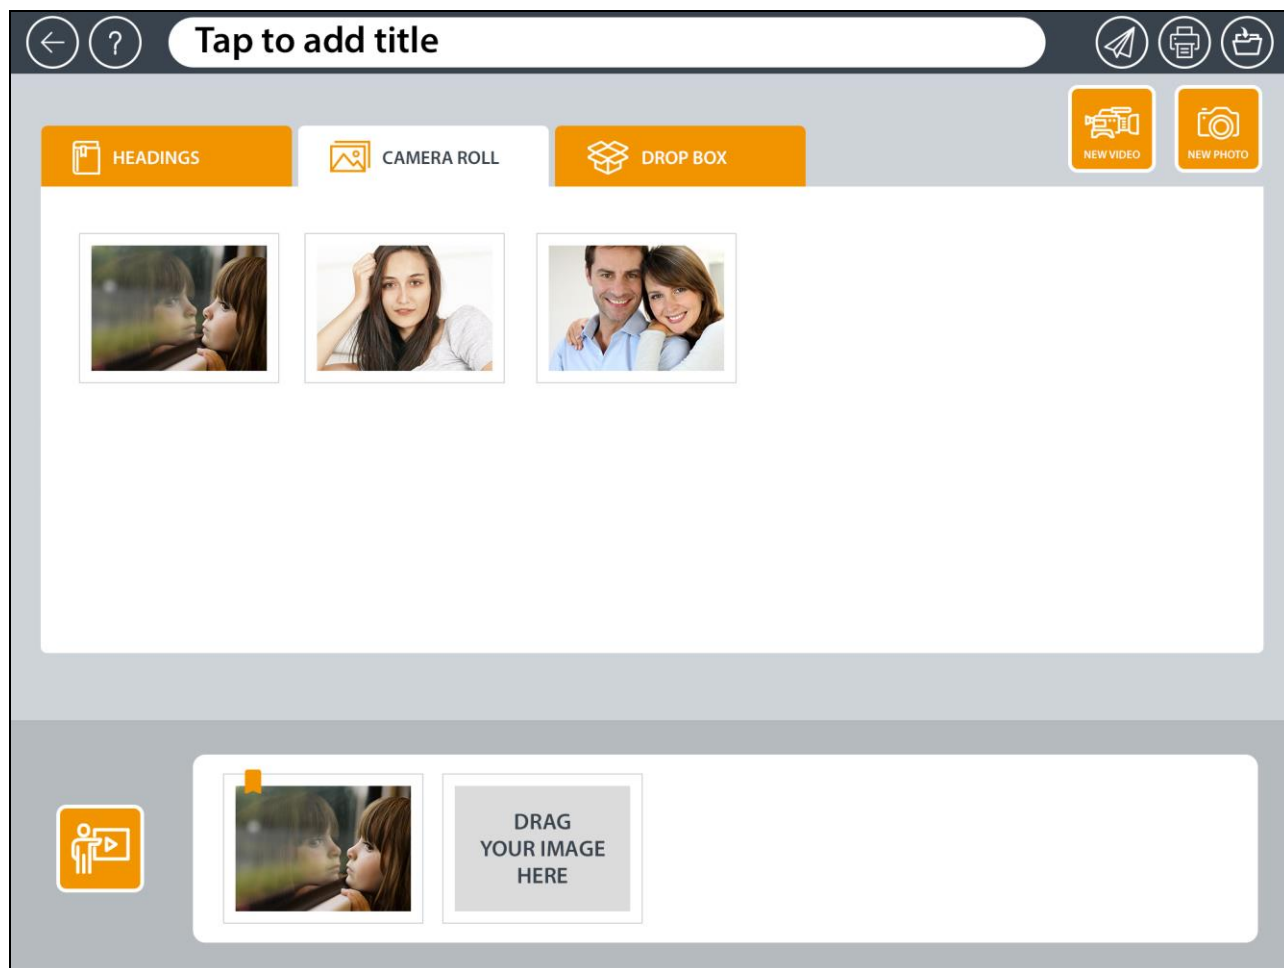 ?
Tap to add title
NEW VIDEO
NEW PHOTO
HEADINGS
CAMERA ROLL
DROP BOX
DRAG
YOUR IMAGE
HERE